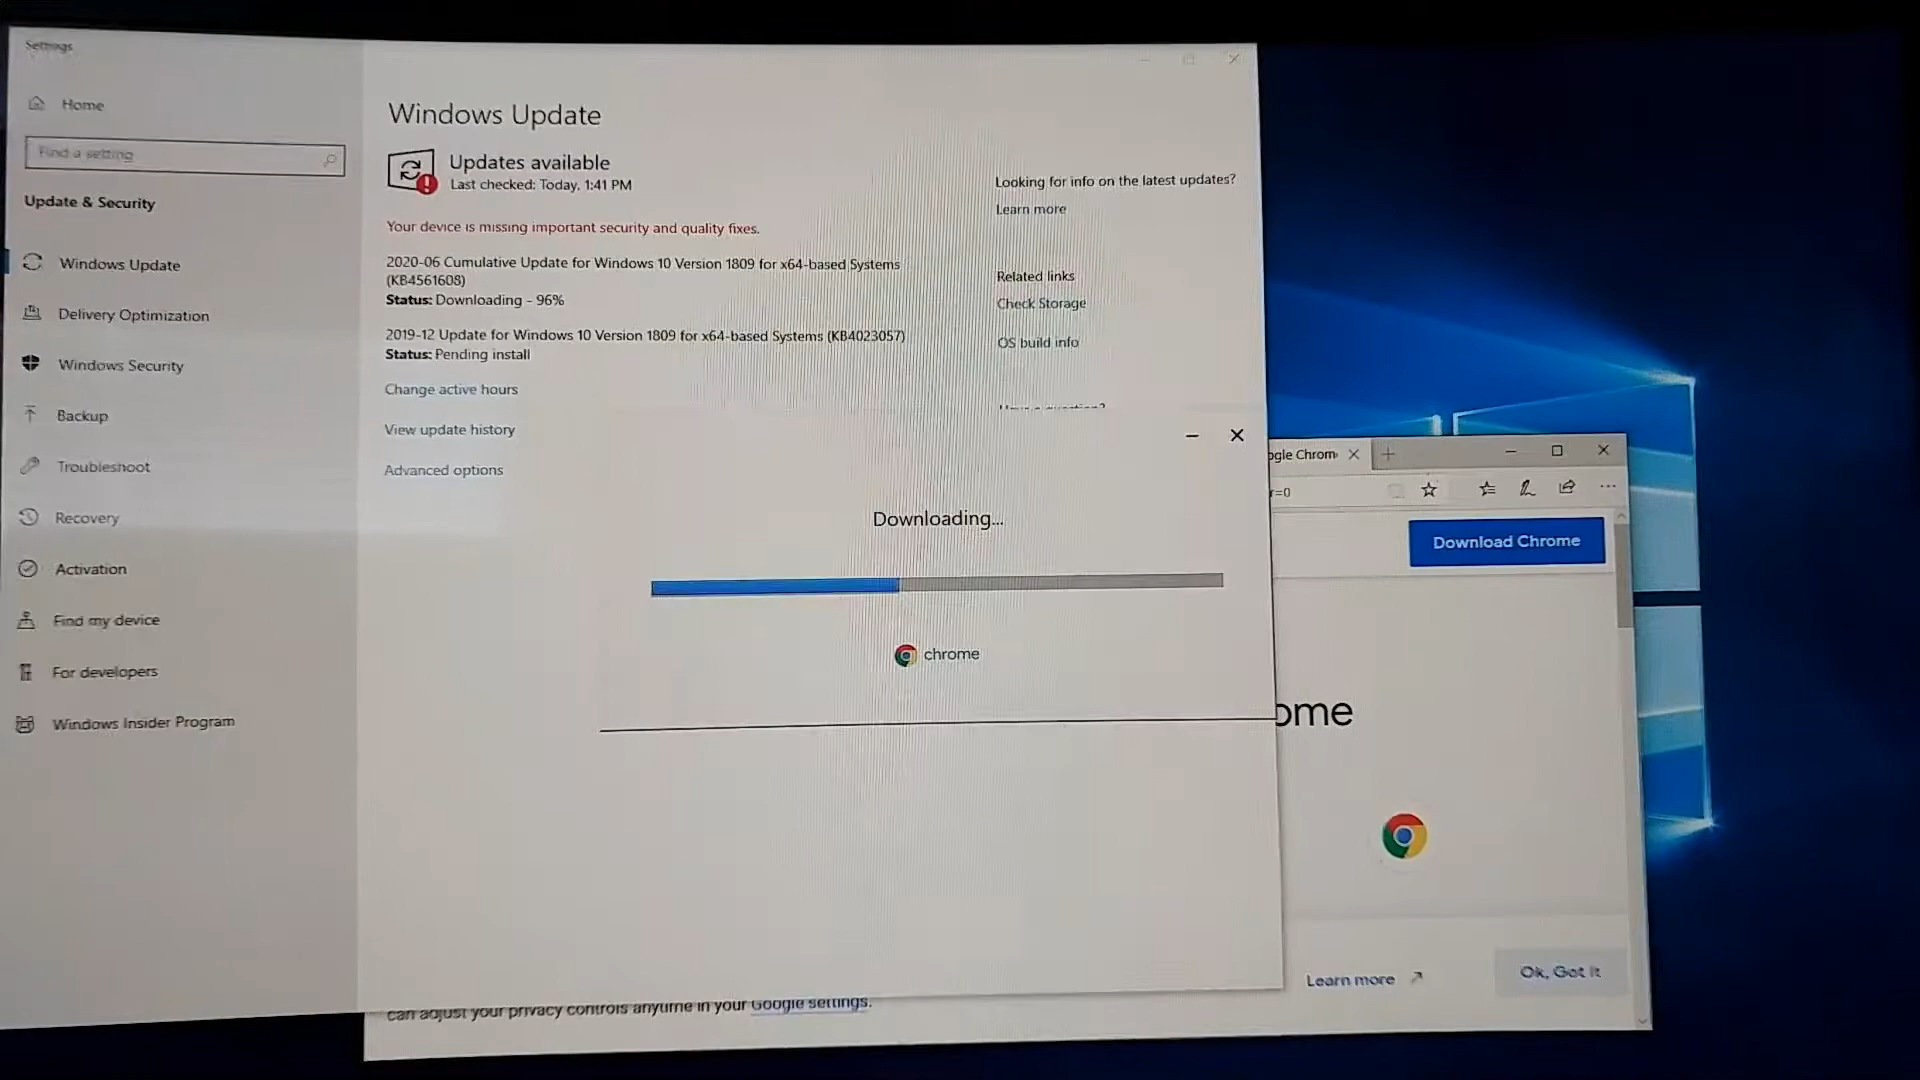 Settings
Home
Find a setting
Update & Security
Windows Update
Delivery Optimization
Windows Security
Backup
Troubleshoot
Recovery
Activation
Find my device
For developers
Windows Insider Program
Windows Update
Updates available
Last checked: Today, 1:41 PM
Your device is missing important security and quality fixes.
2020-06 Cumulative Update for Windows 10 Version 1809 for x64-based Systems
(KB4561608)
Status: Downloading - 96%
2019-12 Update for Windows 10 Version 1809 for x64-based Systems (KB4023057)
Status: Pending install
Change active hours
View update history
Advanced options
Looking for info on the latest updates?
Learn more
Related links
Check Storage
OS build info
Downloading...
chrome
ogle Chrom
r=0
Download Chrome
ome
Learn more
Ok, Got it
can adjust your privacy controls anytime in your Google settings.